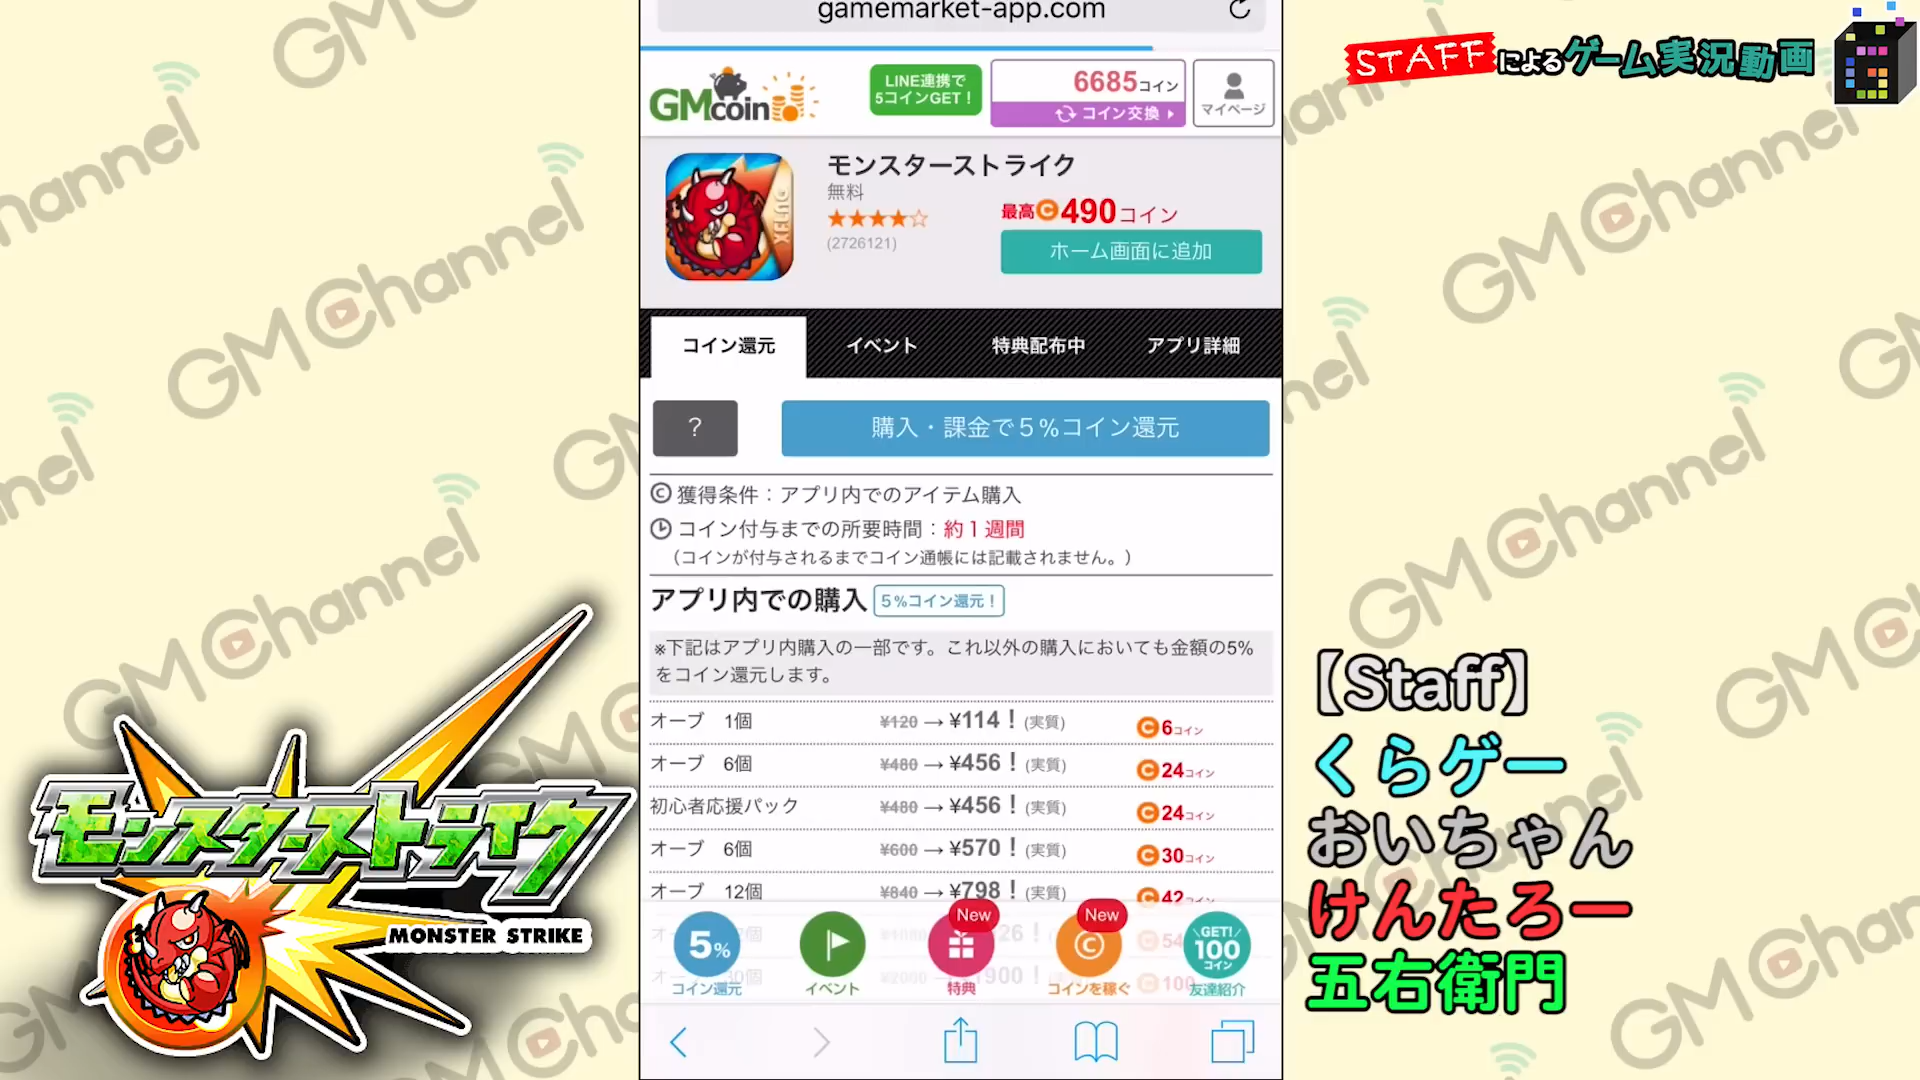 gamemarket-app.com
STAFFによるゲーム実況動画
GMcoin
LINE連携で
5コインGET！
6685コイン
コイン交換
マイページ
モンスターストライク
無料
最高C490コイン
★★★★☆
(2726121)
ホーム画面に追加
コイン還元
イベント
特典配布中
アプリ詳細
?
購入・課金で5%コイン還元
獲得条件：アプリ内でのアイテム購入
コイン付与までの所要時間：約1週間
（コインが付与されるまでコイン通帳には記載されません。）
アプリ内での購入 5%コイン還元！
※下記はアプリ内購入の一部です。これ以外の購入においても金額の5%
をコイン還元します。
オーブ 1個 ¥120→¥114！(実質) C6コイン
オーブ 6個 ¥480→¥456！(実質) C24コイン
初心者応援パック ¥480→¥456！(実質) C24コイン
オーブ 6個 ¥600→¥570！(実質) C30コイン
オーブ 12個 ¥840→¥798！(実質) C42コイン
New
New
5%
GET!
100
コイン
コイン還元
イベント
特典
コインを稼ぐ
友達紹介
モンスターストライク
MONSTER STRIKE
【Staff】
くらゲー
おいちゃん
けんたろー
五右衛門
GMChannel